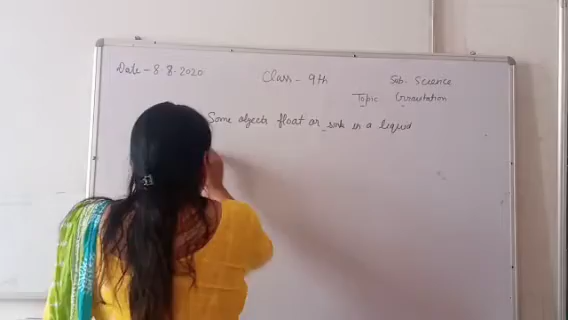 Date - 8.8.2020 Class - 9th Sub. Science
Topic Gravitation
Some objects float or sink in a liquid